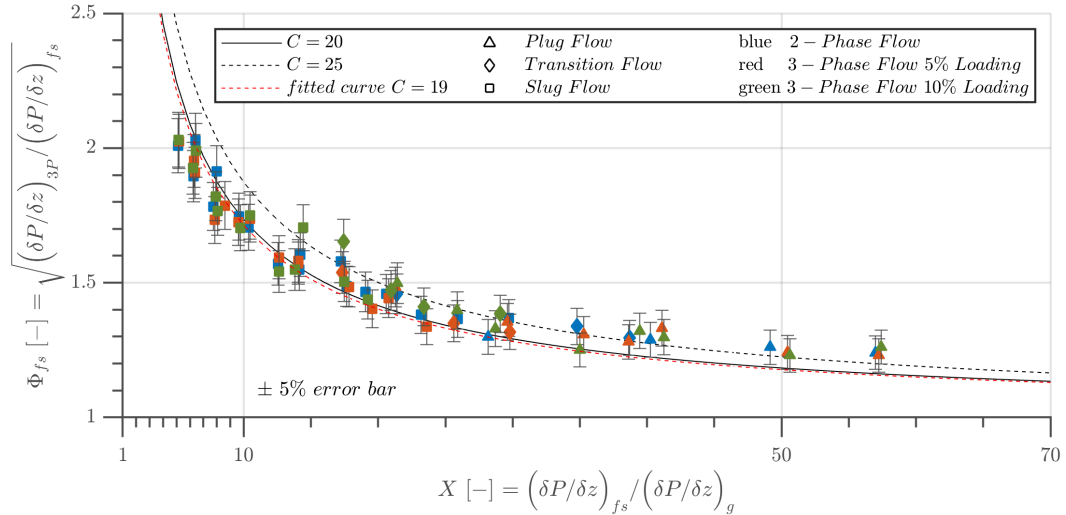 2.5
2
1.5
1
1
10
50
70
Φ_fs [−] = √(δP/δz)_3P/(δP/δz)_fs
C = 20
C = 25
fitted curve C = 19
Plug Flow
Transition Flow
Slug Flow
blue 2 − Phase Flow
red 3 − Phase Flow 5% Loading
green 3 − Phase Flow 10% Loading
± 5% error bar
X [−] = (δP/δz)_fs/(δP/δz)_g